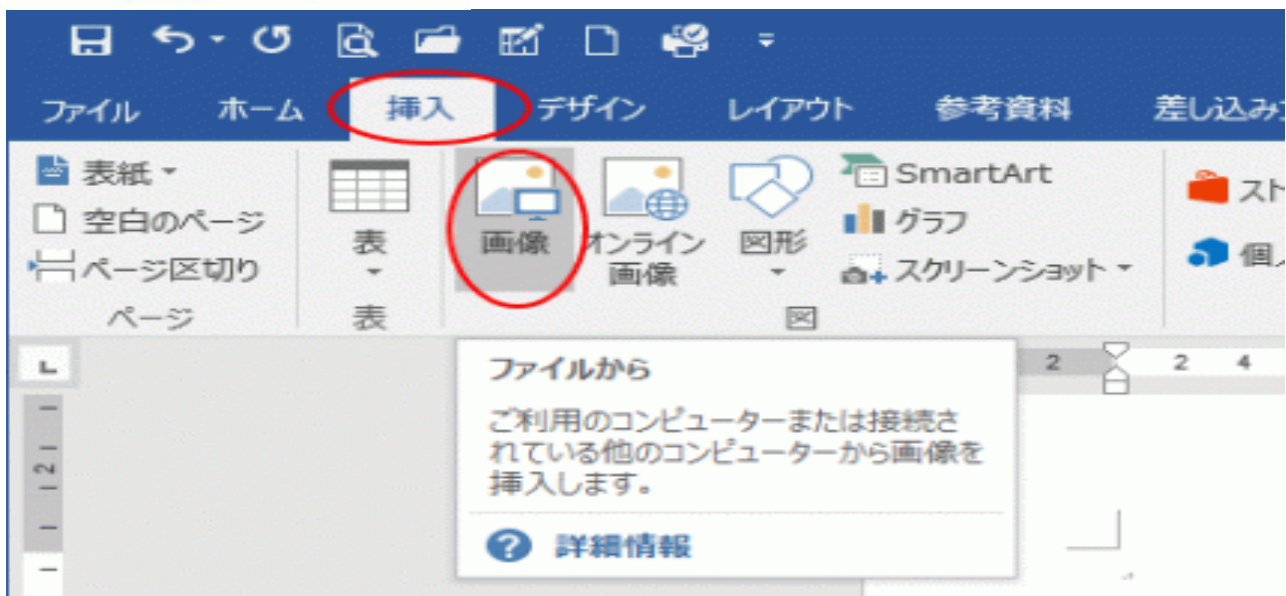 ファイル ホーム 挿入 デザイン レイアウト 参考資料 差し込み
表紙
空白のページ
ページ区切り
ページ
表
表
画像
オンライン
画像
図形
SmartArt
グラフ
スクリーンショット
図
スト
個人
L
2 2 4
2
ファイルから
ご利用のコンピューターまたは接続さ
れている他のコンピューターから画像を
挿入します。
? 詳細情報